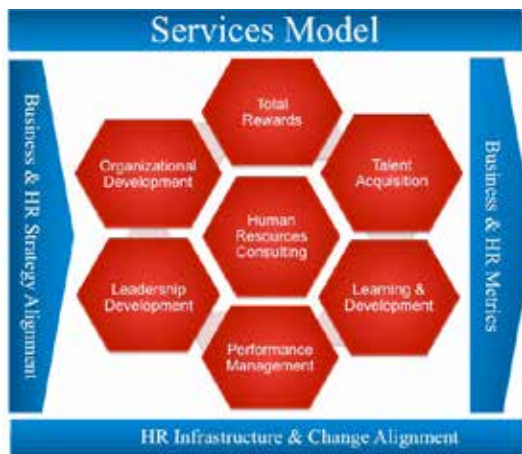 Services Model
Business & HR Strategy Alignment
Total
Rewards
Organizational
Development
Talent
Acquisition
Human
Resources
Consulting
Leadership
Development
Learning &
Development
Performance
Management
Business & HR Metrics
HR Infrastructure & Change Alignment